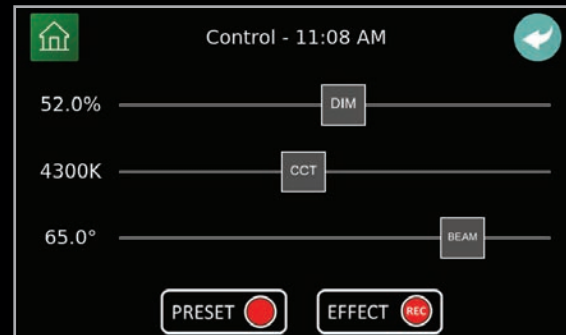 Control - 11:08 AM
52.0% DIM
4300K CCT
65.0° BEAM
PRESET EFFECT REC